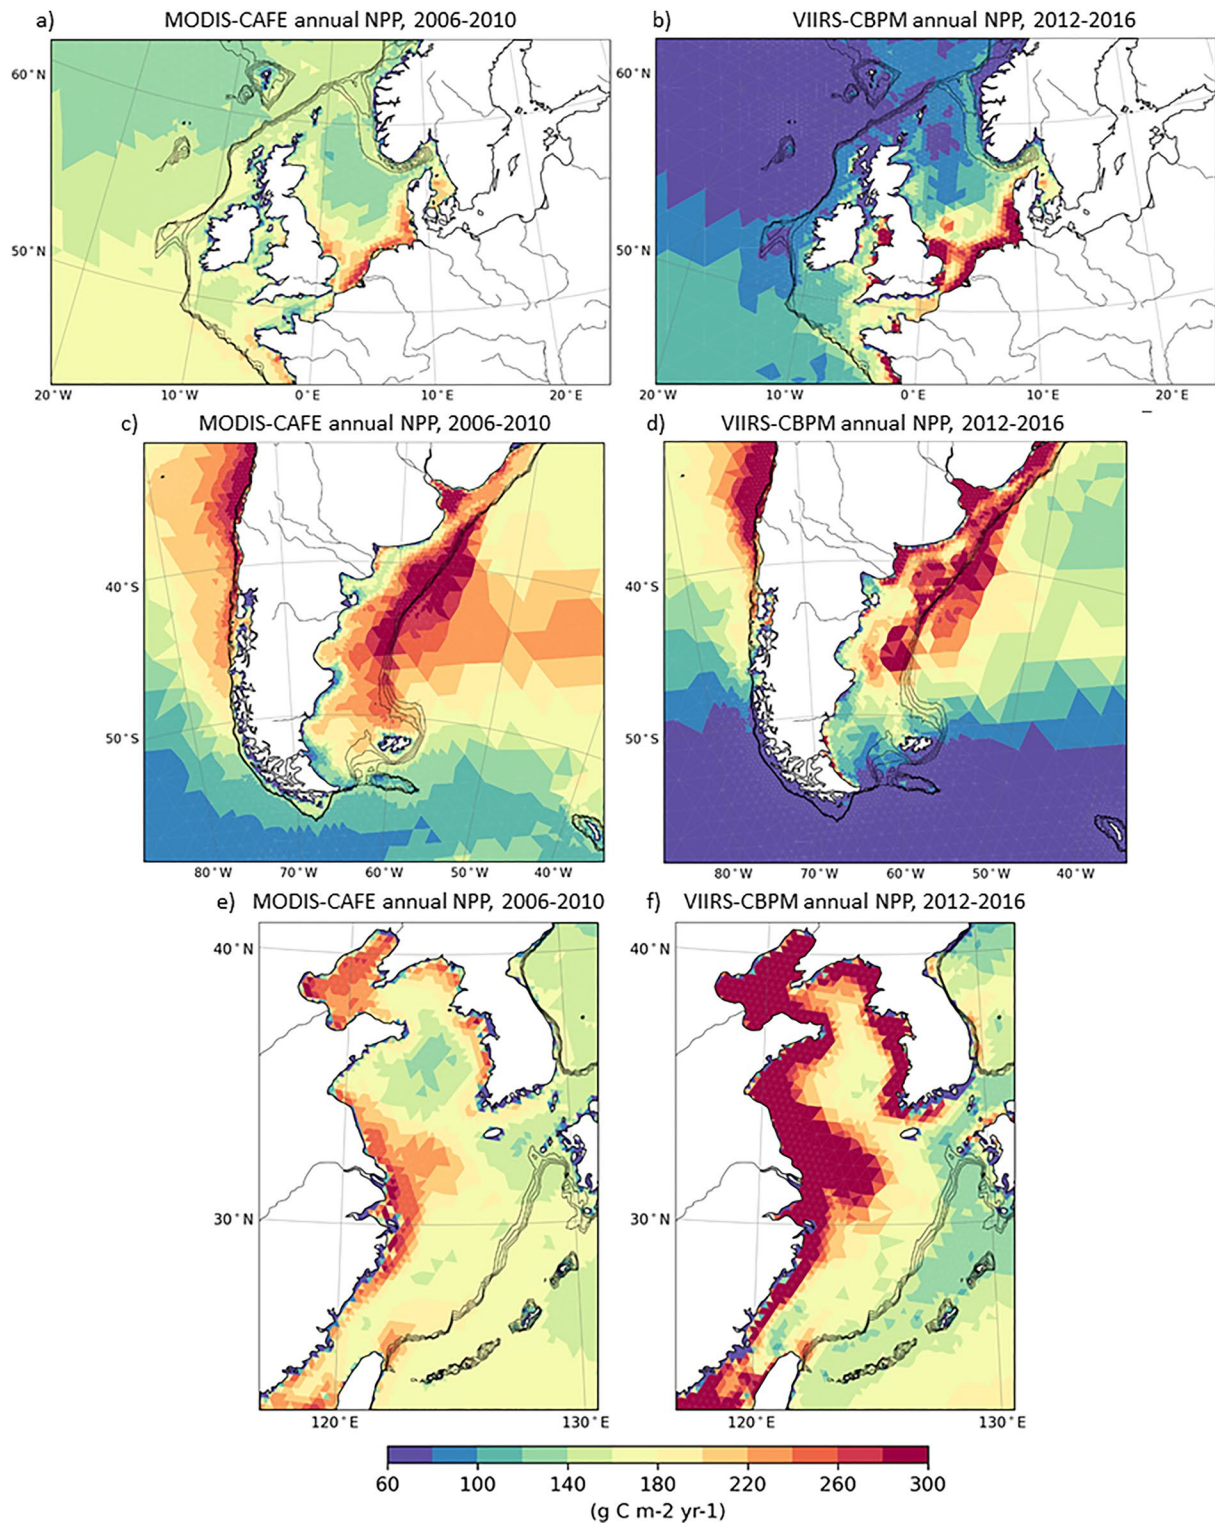 a) MODIS-CAFE annual NPP, 2006-2010
b) VIIRS-CBPM annual NPP, 2012-2016
60°N
50°N
20°W 10°W 0°E 10°E 20°E
60°N
50°N
20°W 10°W 0°E 10°E 20°E
c) MODIS-CAFE annual NPP, 2006-2010
d) VIIRS-CBPM annual NPP, 2012-2016
40°S
50°S
80°W 70°W 60°W 50°W 40°W
40°S
50°S
80°W 70°W 60°W 50°W 40°W
e) MODIS-CAFE annual NPP, 2006-2010
f) VIIRS-CBPM annual NPP, 2012-2016
40°N
30°N
120°E 130°E
40°N
30°N
120°E 130°E
60 100 140 180 220 260 300
(g C m-2 yr-1)